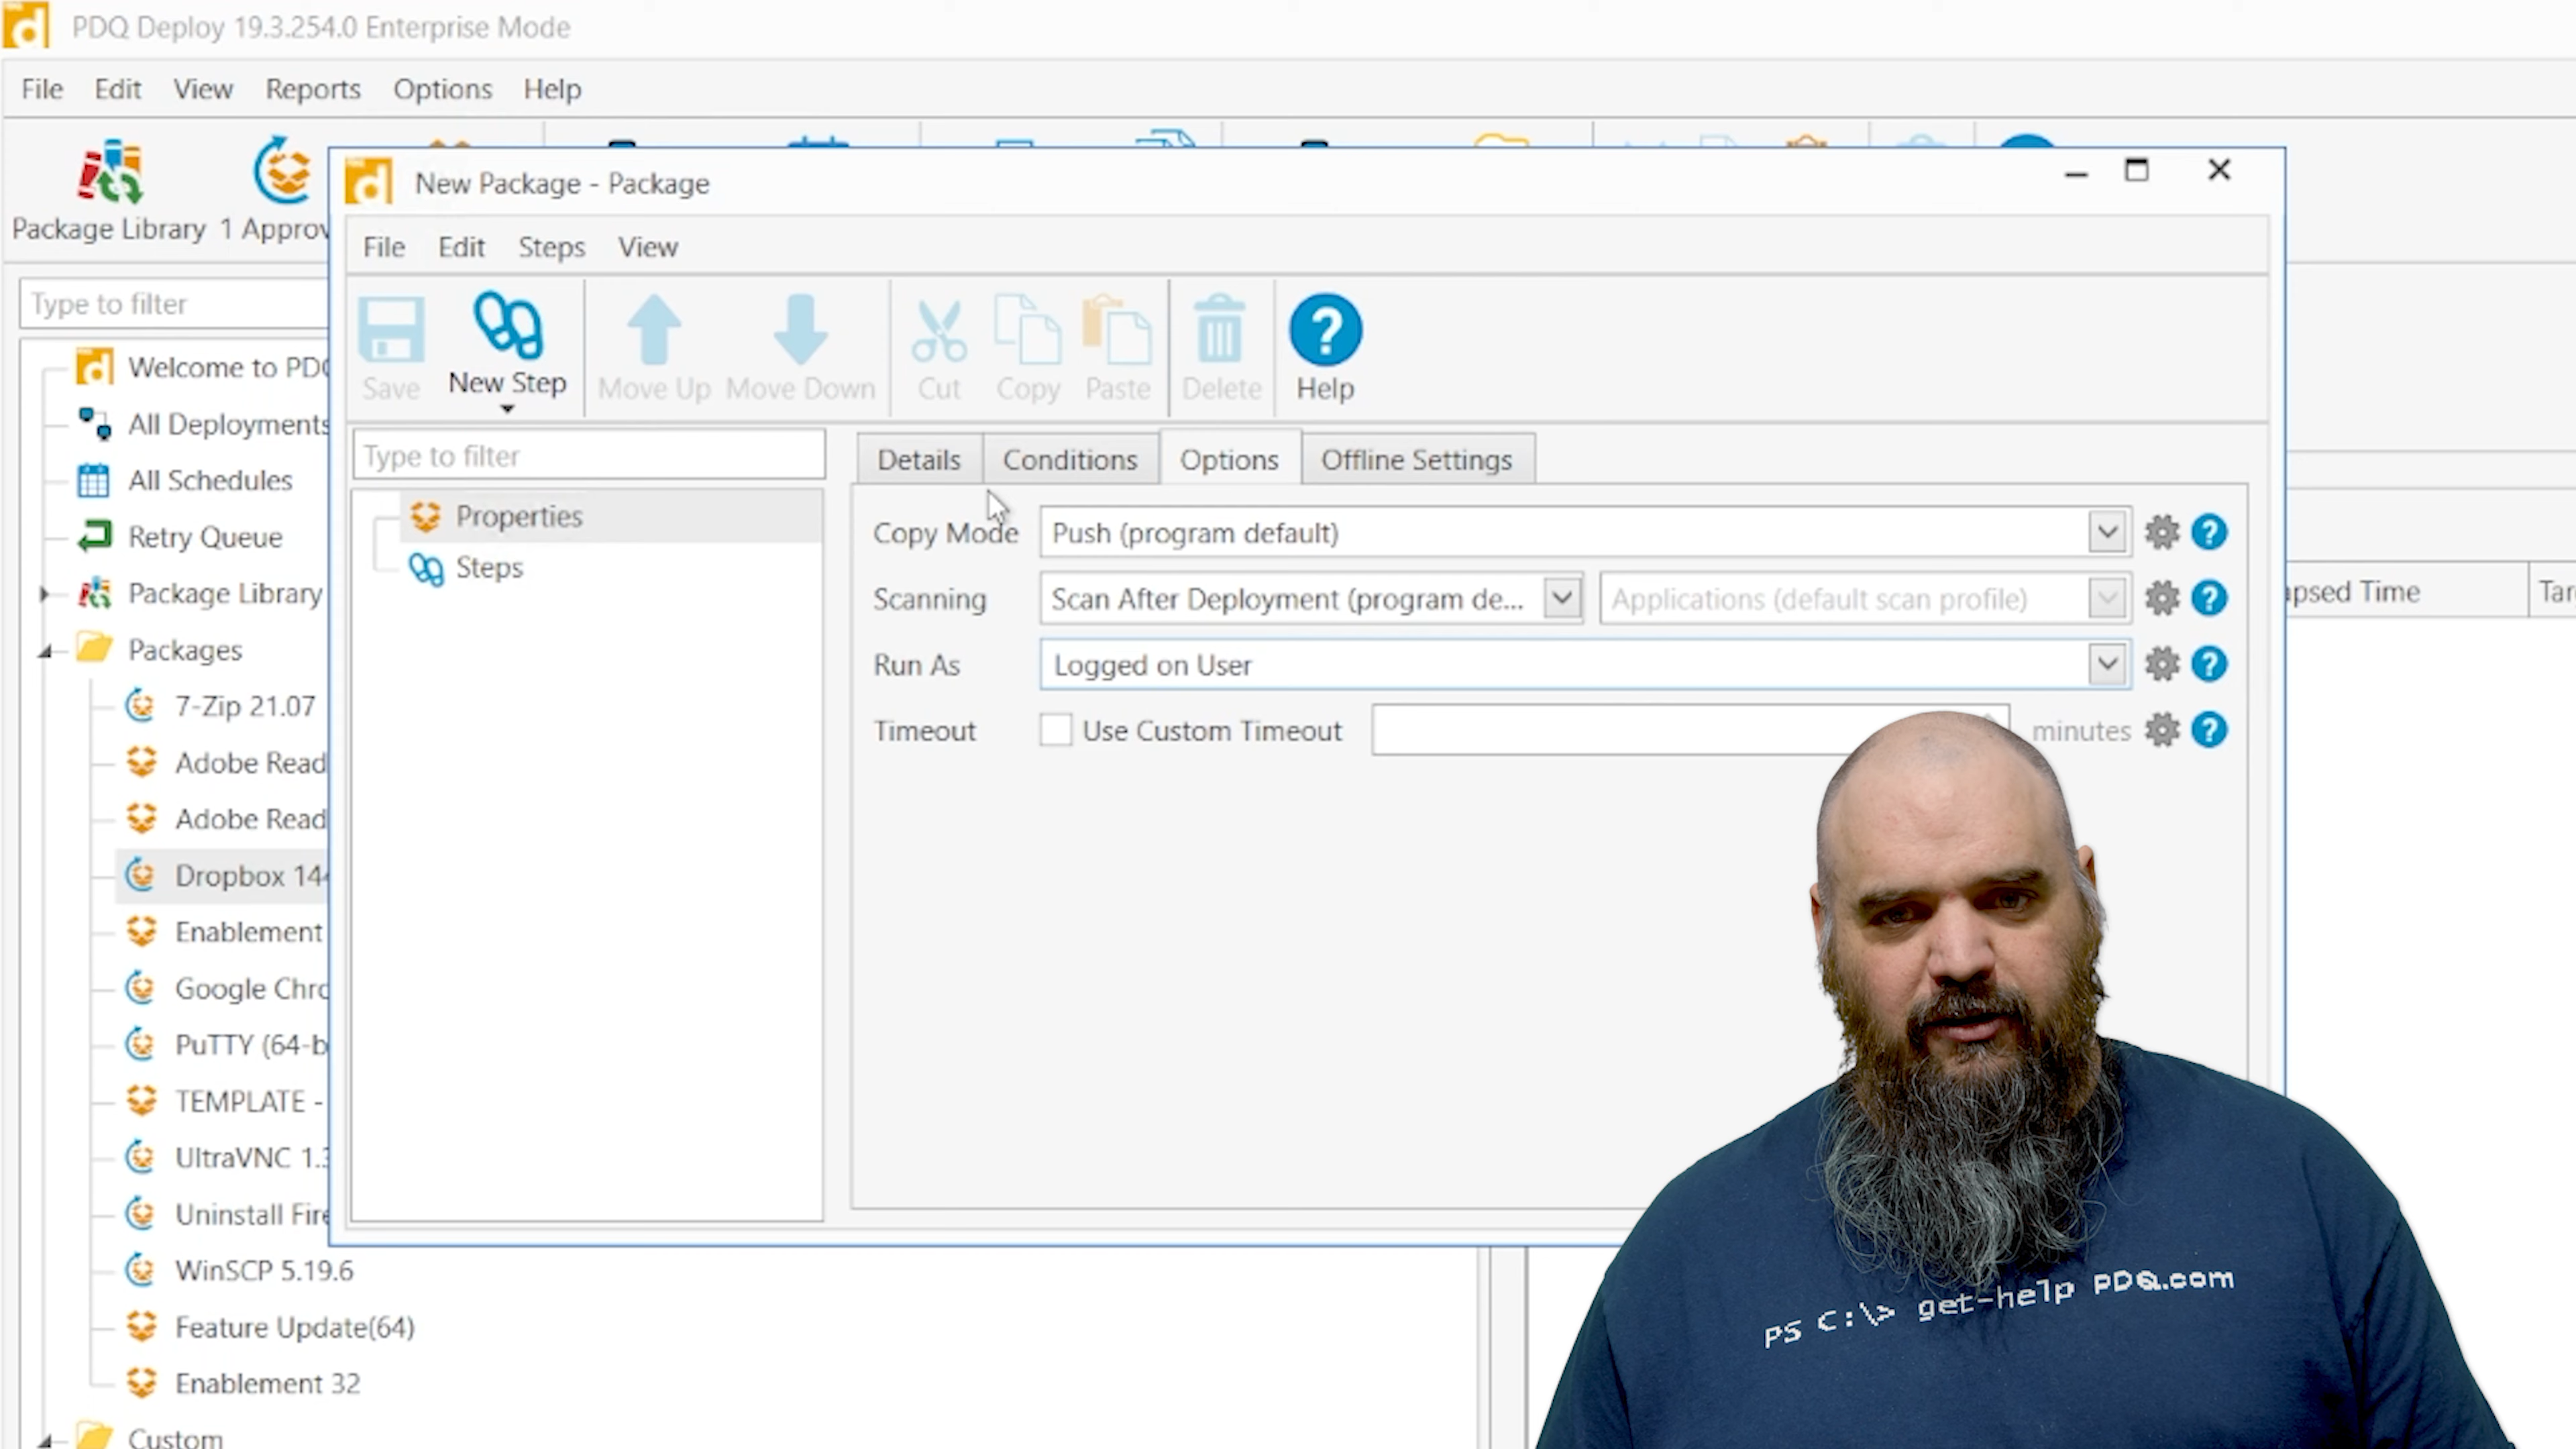 PDQ Deploy 19.3.254.0 Enterprise Mode
File Edit View Reports Options Help
Package Library 1 Approv
Type to filter
Welcome to PDQ
All Deployments
All Schedules
Retry Queue
Package Library
Packages
7-Zip 21.07
Adobe Read
Adobe Read
Dropbox 144
Enablement
Google Chro
PuTTY (64-b
TEMPLATE -
UltraVNC 1.3
Uninstall Fire
WinSCP 5.19.6
Feature Update(64)
Enablement 32
Custom
New Package - Package
File Edit Steps View
Save New Step Move Up Move Down Cut Copy Paste Delete Help
Type to filter
Properties
Steps
Details Conditions Options Offline Settings
Copy Mode Push (program default)
Scanning Scan After Deployment (program de... Applications (default scan profile)
Run As Logged on User
Timeout Use Custom Timeout minutes
apsed Time Tar
PS C:\> get-help PDQ.com